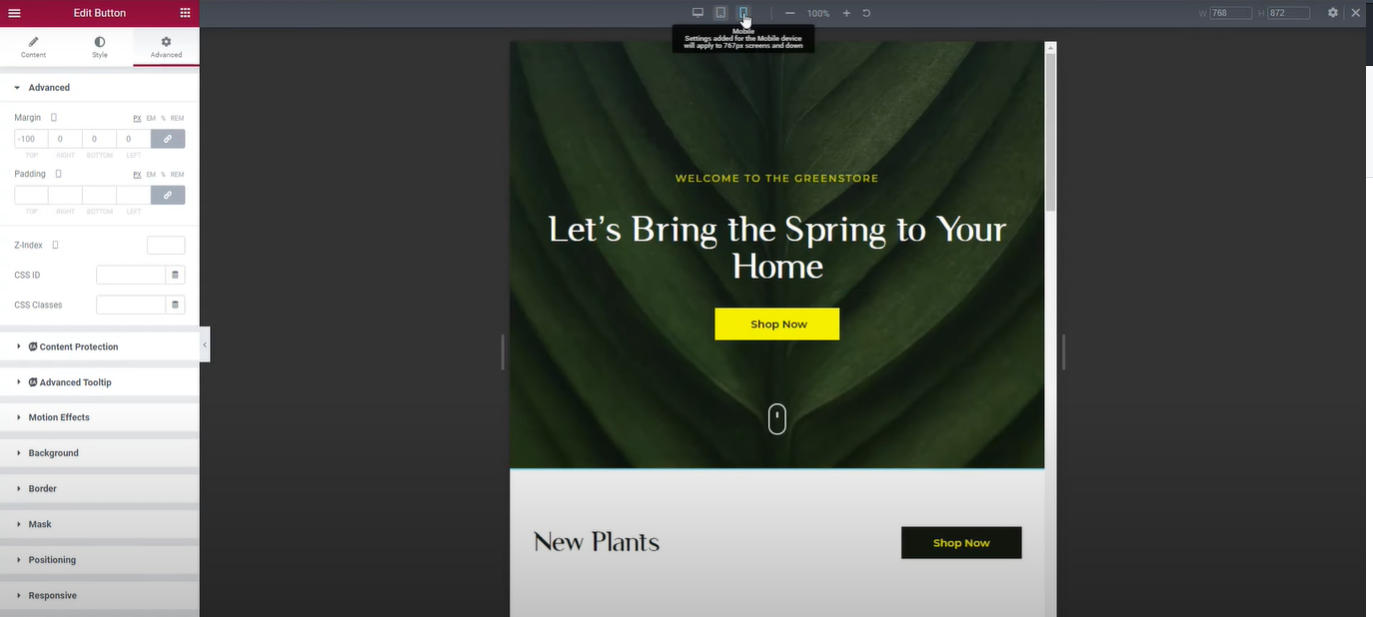 Edit Button
100%
W 768 H 872
Mobile
Settings added for the Mobile device
will apply to 767px screens and down
Content Style Advanced
Advanced
Margin PX EM % REM
-100 0 0 0
TOP RIGHT BOTTOM LEFT
Padding PX EM % REM
TOP RIGHT BOTTOM LEFT
Z-Index
CSS ID
CSS Classes
Content Protection
Advanced Tooltip
Motion Effects
Background
Border
Mask
Positioning
Responsive
WELCOME TO THE GREENSTORE
Let's Bring the Spring to Your
Home
Shop Now
New Plants
Shop Now